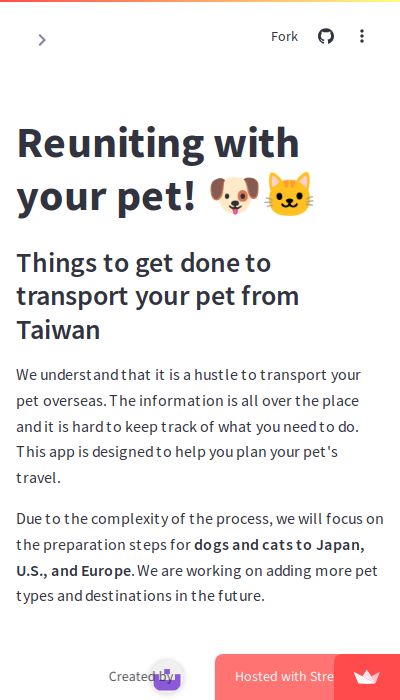 Fork
Reuniting with
your pet! 🐶🐱
Things to get done to
transport your pet from
Taiwan
We understand that it is a hustle to transport your
pet overseas. The information is all over the place
and it is hard to keep track of what you need to do.
This app is designed to help you plan your pet's
travel.
Due to the complexity of the process, we will focus on
the preparation steps for dogs and cats to Japan,
U.S., and Europe. We are working on adding more pet
types and destinations in the future.
Created by
Hosted with Stre